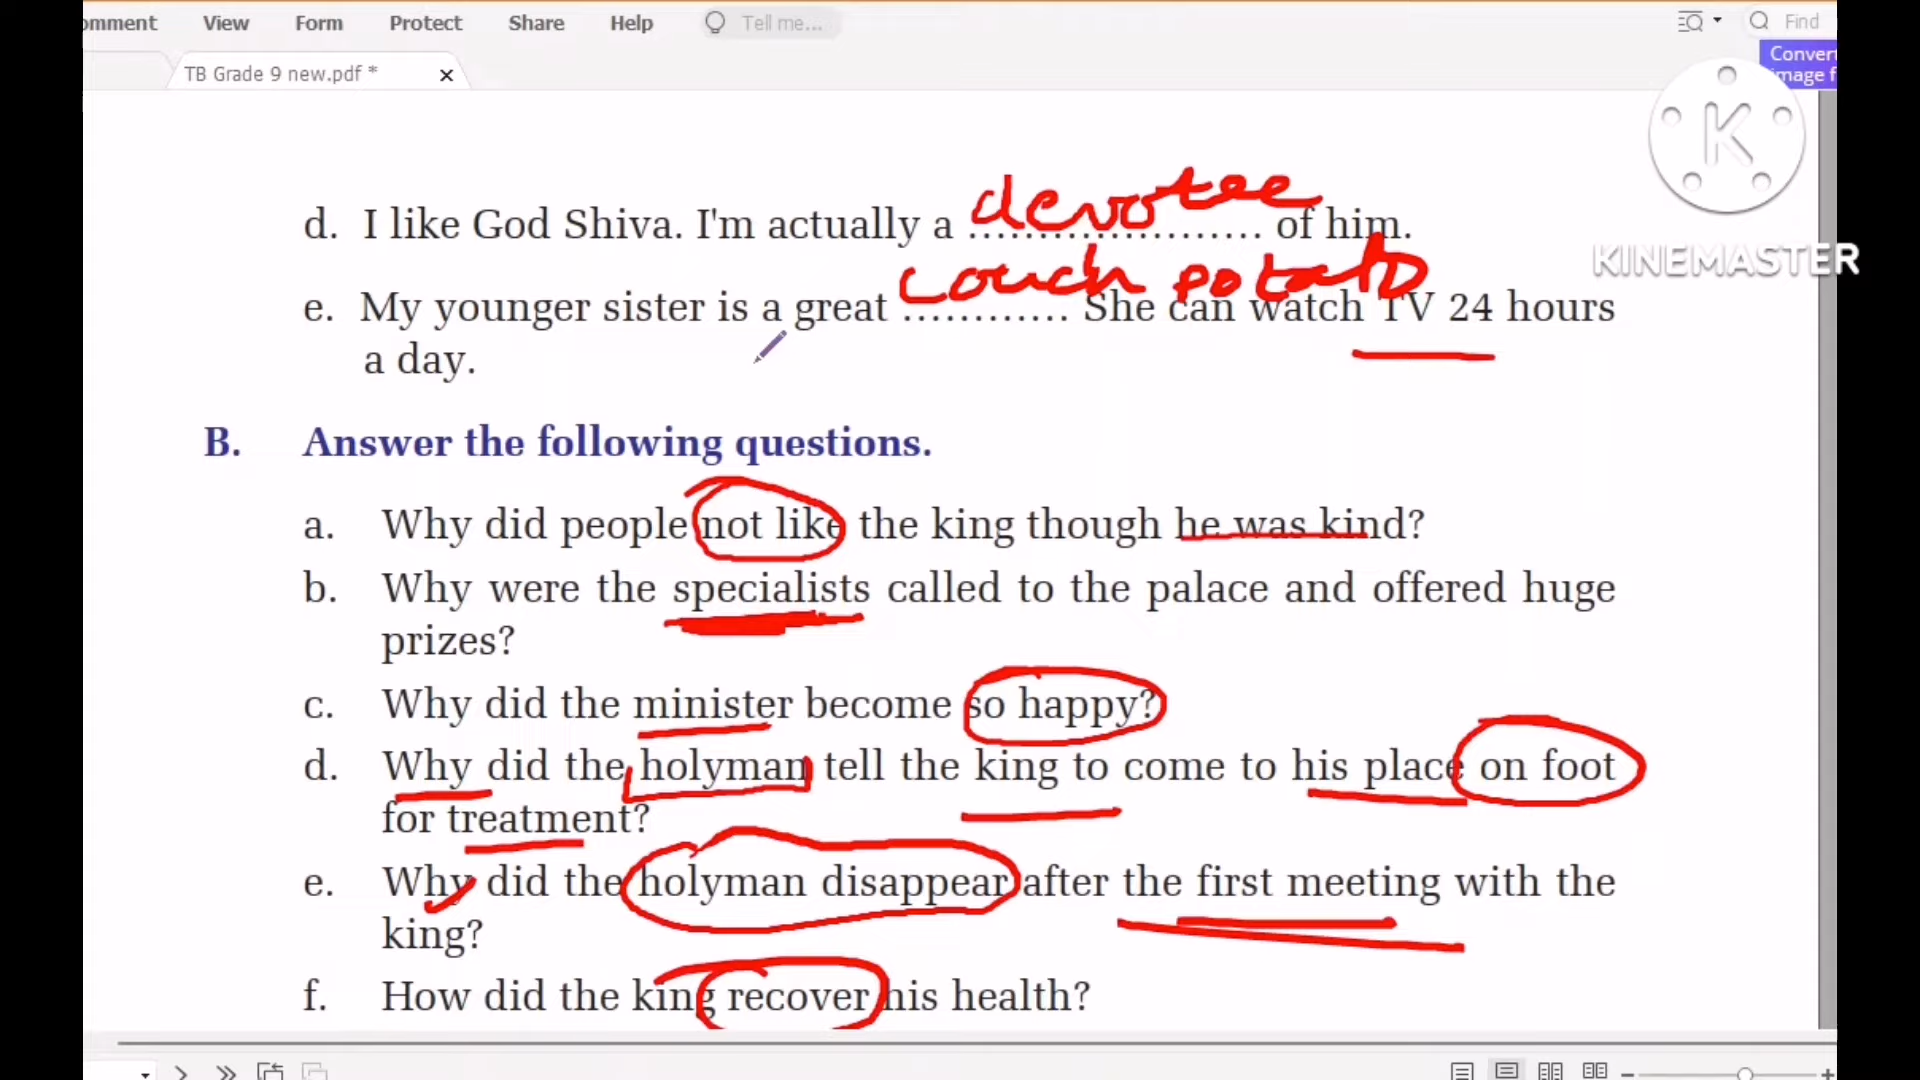 omment View Form Protect Share Help Tell me... Find
Convert
image f
TB Grade 9 new.pdf *
K
KINEMASTER
devotee
d. I like God Shiva. I'm actually a ..................... of him.
couch potato
e. My younger sister is a great ............ She can watch TV 24 hours
a day.
B. Answer the following questions.
a. Why did people not like the king though he was kind?
b. Why were the specialists called to the palace and offered huge
prizes?
c. Why did the minister become so happy?
d. Why did the holyman tell the king to come to his place on foot
for treatment?
e. Why did the holyman disappear after the first meeting with the
king?
f. How did the king recover his health?